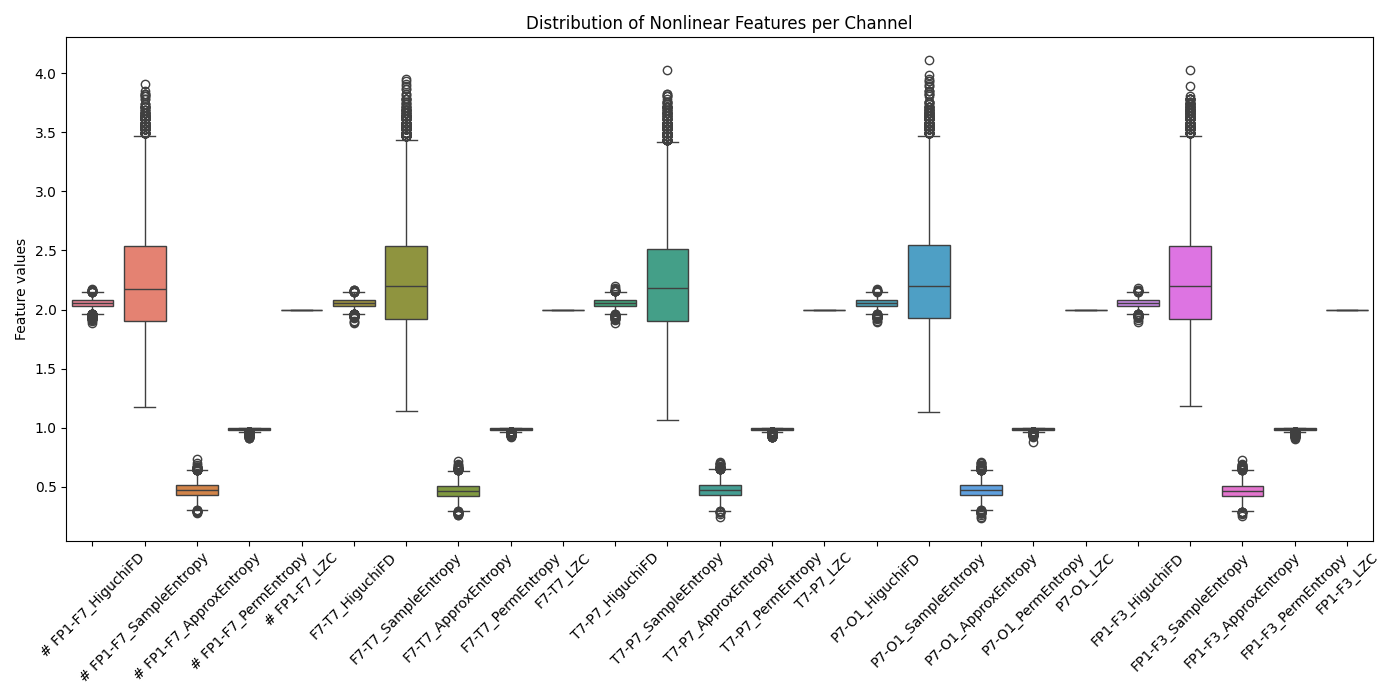 Distribution of Nonlinear Features per Channel
Feature values
4.0
3.5
3.0
2.5
2.0
1.5
1.0
0.5
# FP1-F7_HiguchiFD
# FP1-F7_SampleEntropy
# FP1-F7_ApproxEntropy
# FP1-F7_PermEntropy
# FP1-F7_LZC
F7-T7_HiguchiFD
F7-T7_SampleEntropy
F7-T7_ApproxEntropy
F7-T7_PermEntropy
F7-T7_LZC
T7-P7_HiguchiFD
T7-P7_SampleEntropy
T7-P7_ApproxEntropy
T7-P7_PermEntropy
T7-P7_LZC
P7-O1_HiguchiFD
P7-O1_SampleEntropy
P7-O1_ApproxEntropy
P7-O1_PermEntropy
P7-O1_LZC
FP1-F3_HiguchiFD
FP1-F3_SampleEntropy
FP1-F3_ApproxEntropy
FP1-F3_PermEntropy
FP1-F3_LZC